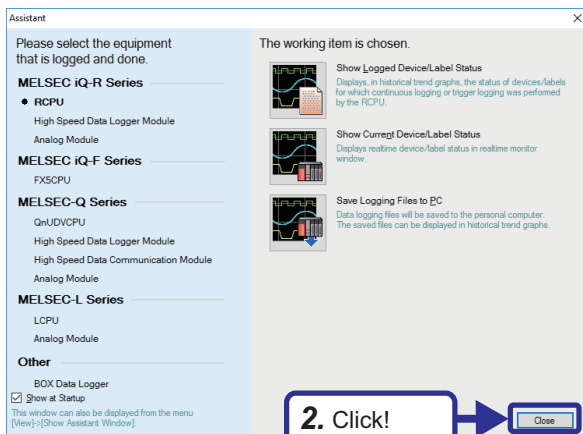 Assistant
Please select the equipment
that is logged and done.
MELSEC iQ-R Series
RCPU
High Speed Data Logger Module
Analog Module
MELSEC iQ-F Series
FX5CPU
MELSEC-Q Series
QnUDVCPU
High Speed Data Logger Module
High Speed Data Communication Module
Analog Module
MELSEC-L Series
LCPU
Analog Module
Other
BOX Data Logger
Show at Startup
This window can also be displayed from the menu
[View]->[Show Assistant Window].
The working item is chosen.
Show Logged Device/Label Status
Displays, in historical trend graphs, the status of devices/labels
for which continuous logging or trigger logging was performed
by the RCPU.
Show Current Device/Label Status
Displays realtime device/label status in realtime monitor
window.
Save Logging Files to PC
Data logging files will be saved to the personal computer.
The saved files can be displayed in historical trend graphs.
2. Click!
Close